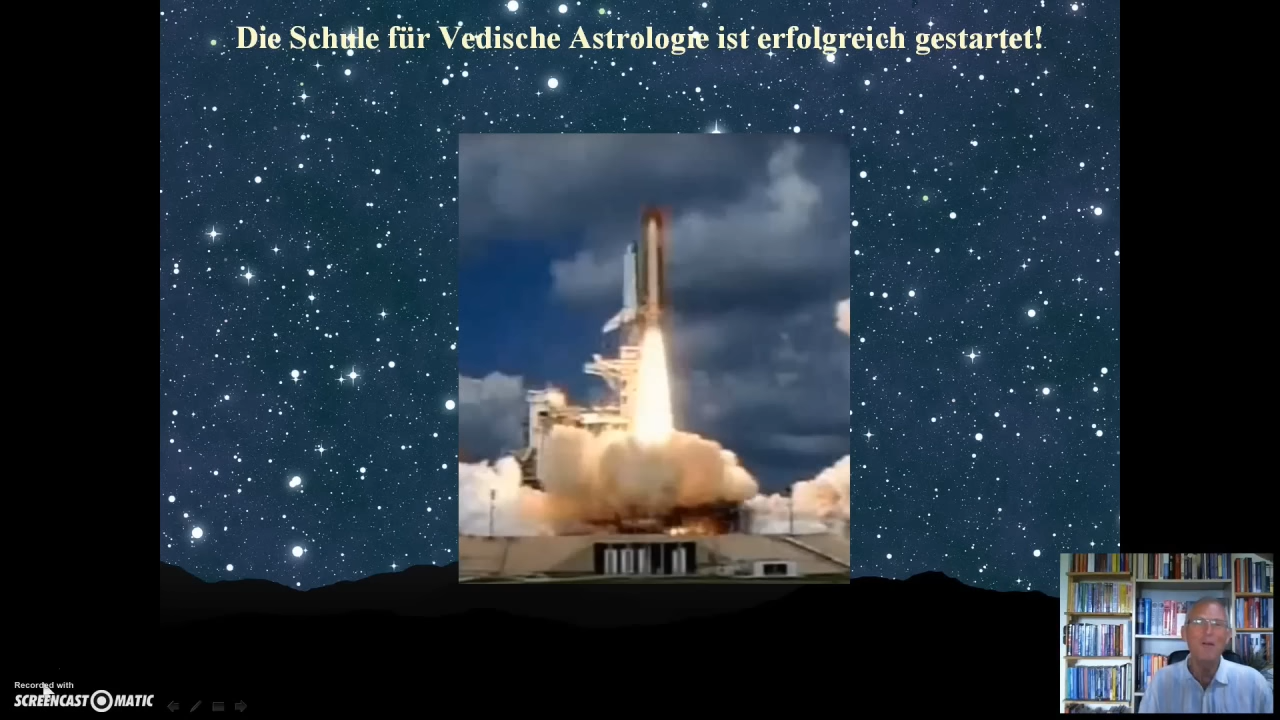 Die Schule für Vedische Astrologie ist erfolgreich gestartet!
Recorded with
SCREENCAST MATIC